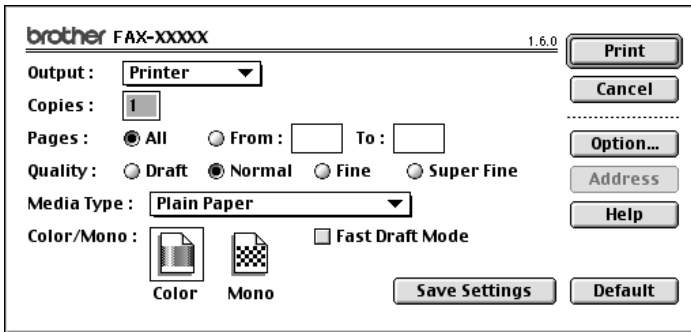 brother FAX-XXXXX 1.6.0
Print
Output : Printer
Cancel
Copies : 1
Pages : All From : To :
Option...
Quality : Draft Normal Fine Super Fine
Address
Media Type : Plain Paper
Help
Color/Mono : Fast Draft Mode
Color Mono
Save Settings Default